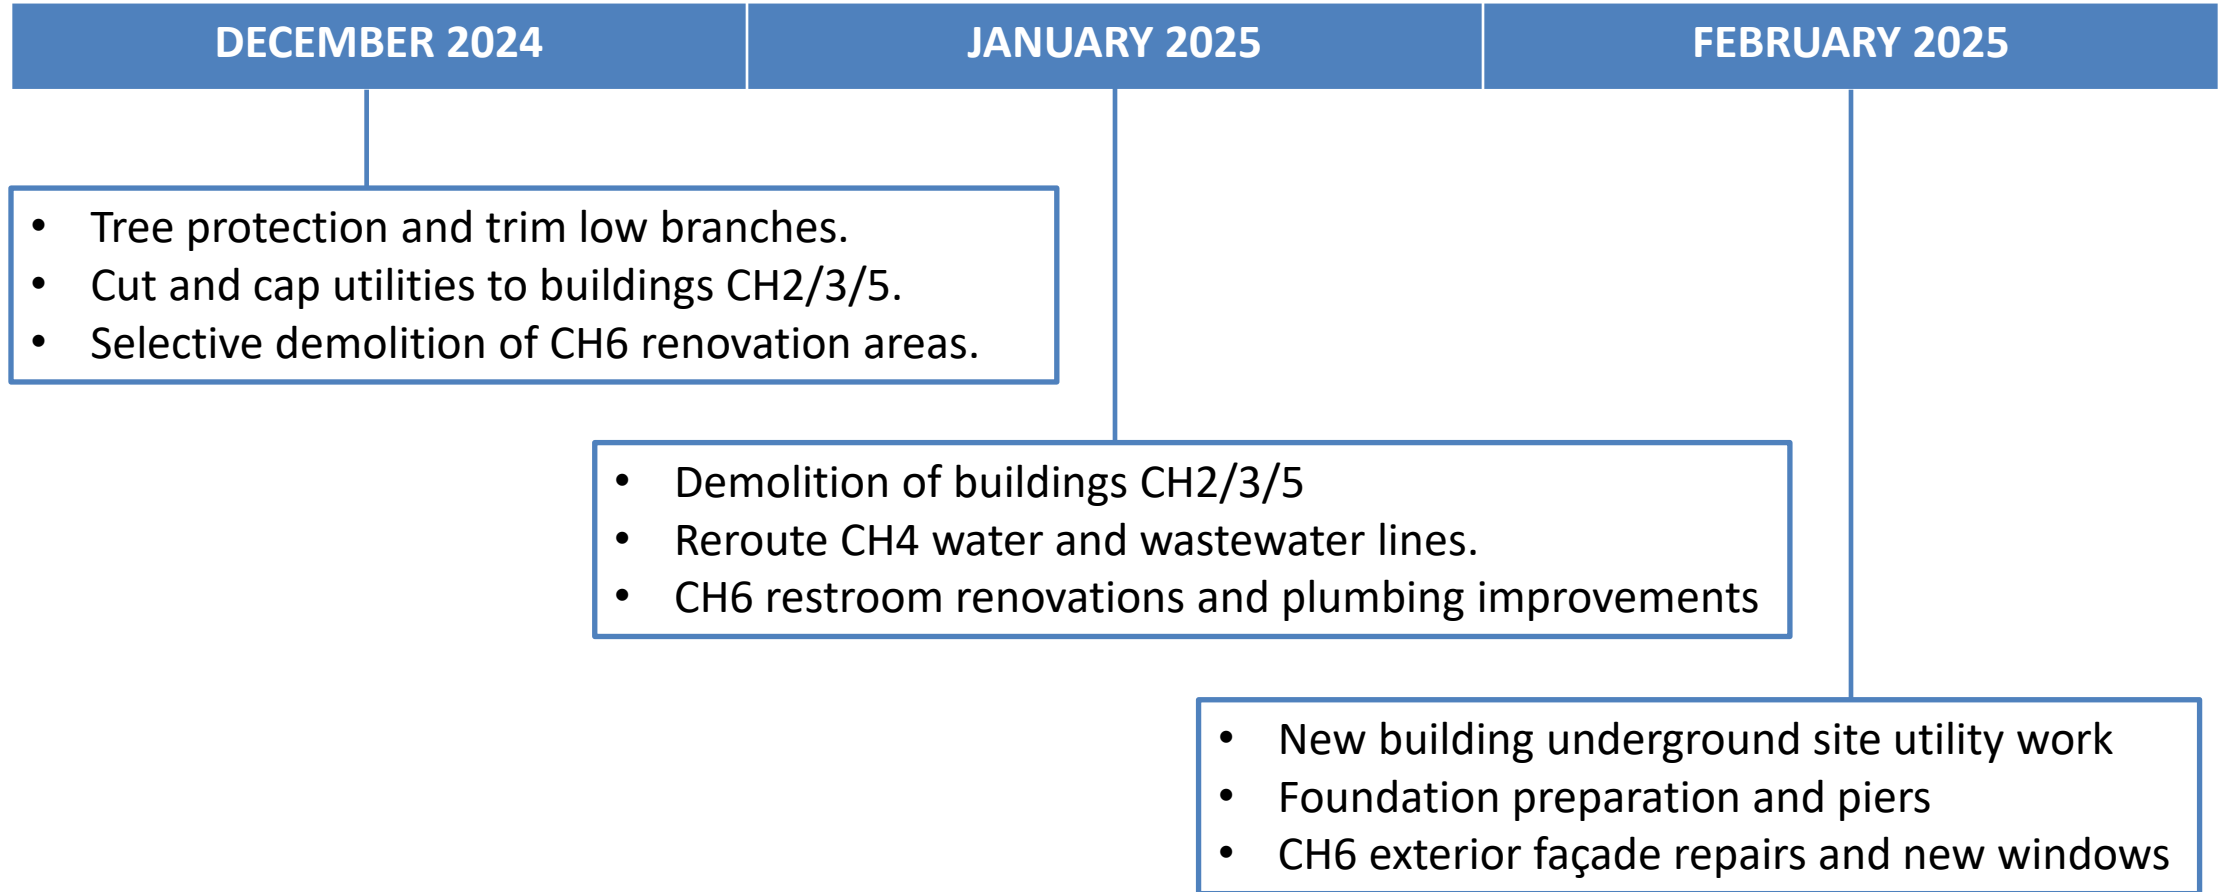 DECEMBER 2024
JANUARY 2025
FEBRUARY 2025
• Tree protection and trim low branches.
• Cut and cap utilities to buildings CH2/3/5.
• Selective demolition of CH6 renovation areas.
• Demolition of buildings CH2/3/5
• Reroute CH4 water and wastewater lines.
• CH6 restroom renovations and plumbing improvements
• New building underground site utility work
• Foundation preparation and piers
• CH6 exterior façade repairs and new windows